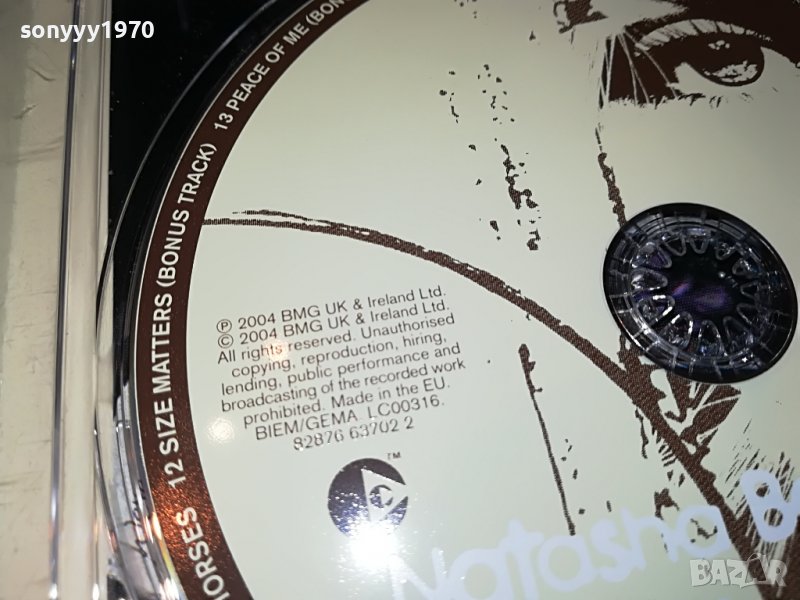 sonyyy1970
HORSES 12 SIZE MATTERS (BONUS TRACK) 13 PEACE OF ME (BON
℗ 2004 BMG UK & Ireland Ltd.
© 2004 BMG UK & Ireland Ltd.
All rights reserved. Unauthorised
copying, reproduction, hiring,
lending, public performance and
broadcasting of the recorded work
prohibited. Made in the EU.
BIEM/GEMA. LC00316.
82876 63702 2
TM
C
Natasha
BAZAR